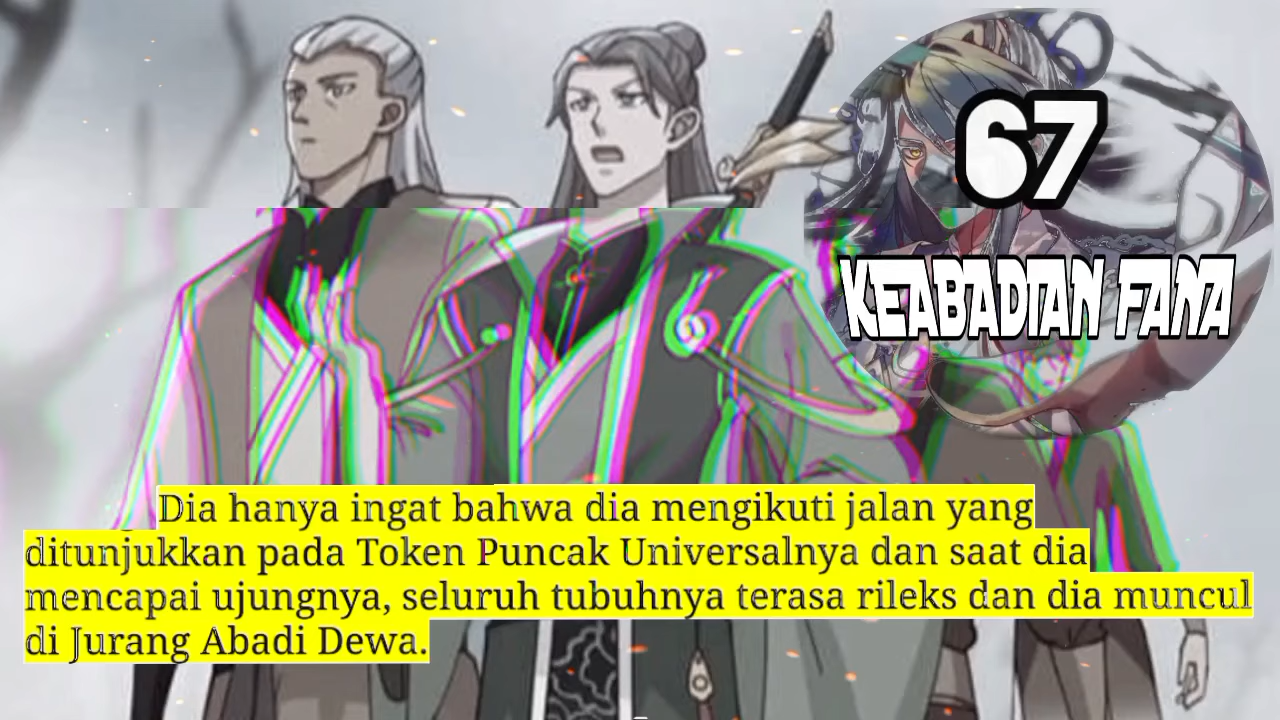 67
KEABADIAN FANA
Dia hanya ingat bahwa dia mengikuti jalan yang
ditunjukkan pada Token Puncak Universalnya dan saat dia
mencapai ujungnya, seluruh tubuhnya terasa rileks dan dia muncul
di Jurang Abadi Dewa.